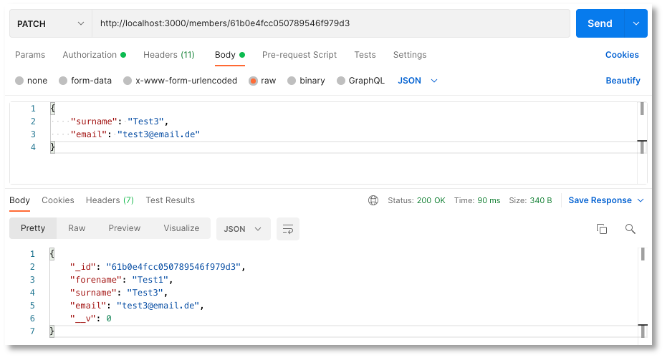 PATCH http://localhost:3000/members/61b0e4fcc050789546f979d3 Send
Params Authorization Headers (11) Body Pre-request Script Tests Settings Cookies
none form-data x-www-form-urlencoded raw binary GraphQL JSON Beautify
1 {
2 "surname": "Test3",
3 "email": "test3@email.de"
4 }
Body Cookies Headers (7) Test Results Status: 200 OK Time: 90 ms Size: 340 B Save Response
Pretty Raw Preview Visualize JSON
1 {
2 "_id": "61b0e4fcc050789546f979d3",
3 "forename": "Test1",
4 "surname": "Test3",
5 "email": "test3@email.de",
6 "__v": 0
7 }